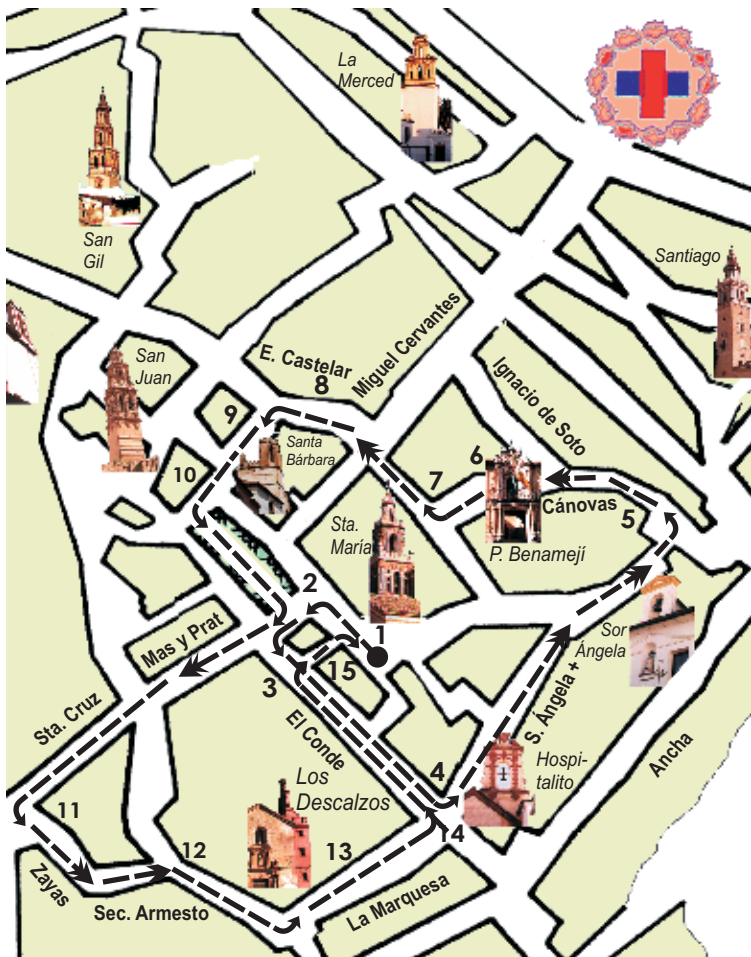 La
Merced
San
Gil
Santiago
San
Juan
E. Castelar
8
Miguel Cervantes
Ignacio de Soto
9
10
Santa
Bárbara
7
6
Cánovas
5
P. Benamejí
Sta.
María
2
1
Mas y Prat
15
3
Sor
Ángela
Sta. Cruz
El Conde
4
S. Ángela +
Hospi-
talito
Ancha
Los
Descalzos
11
12
13
14
Zayas
Sec. Armesto
La Marquesa